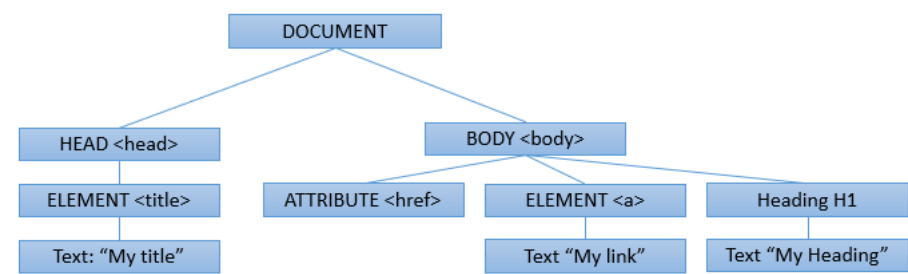 DOCUMENT
HEAD <head>
BODY <body>
ELEMENT <title>
ATTRIBUTE <href>
ELEMENT <a>
Heading H1
Text: “My title”
Text “My link”
Text “My Heading”